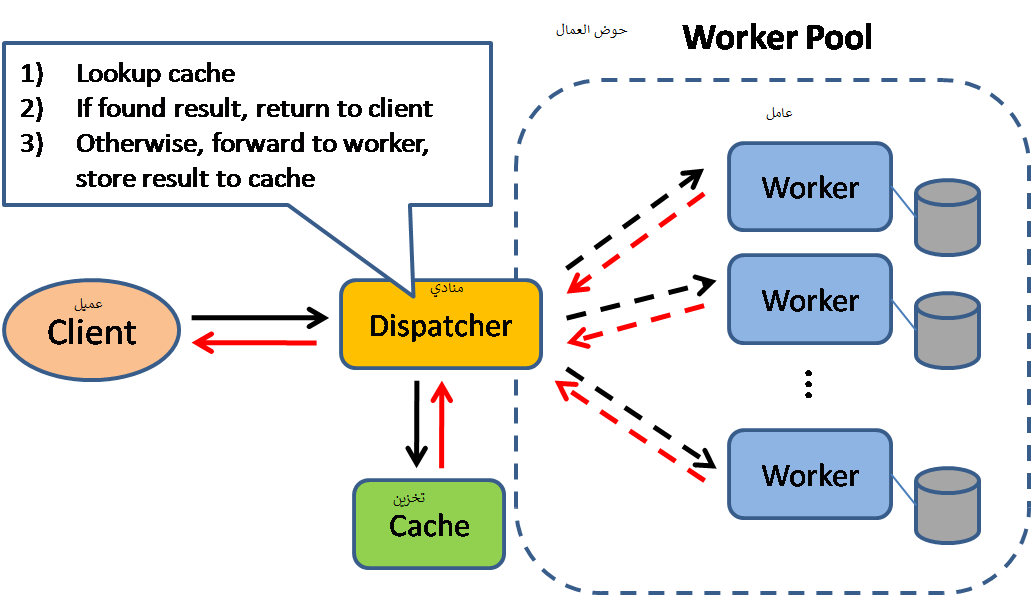 حوض العمال
Worker Pool
1) Lookup cache
2) If found result, return to client
3) Otherwise, forward to worker,
store result to cache
عامل
Worker
Worker
Worker
عميل
Client
منادي
Dispatcher
تخزين
Cache